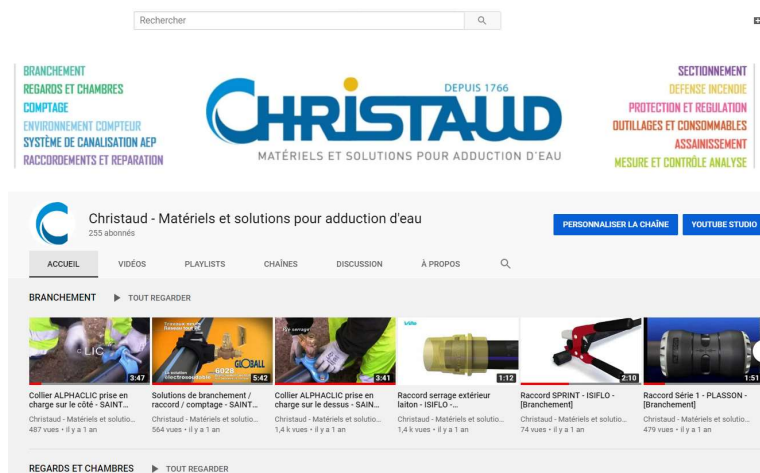 Rechercher
BRANCHEMENT
REGARDS ET CHAMBRES
COMPTAGE
ENVIRONNEMENT COMPTEUR
SYSTÈME DE CANALISATION AEP
RACCORDEMENTS ET REPARATION
DEPUIS 1766
CHRISTAUD
MATÉRIELS ET SOLUTIONS POUR ADDUCTION D'EAU
SECTIONNEMENT
DEFENSE INCENDIE
PROTECTION ET REGULATION
OUTILLAGES ET CONSOMMABLES
ASSAINISSEMENT
MESURE ET CONTRÔLE ANALYSE
Christaud - Matériels et solutions pour adduction d'eau
255 abonnés
PERSONNALISER LA CHAÎNE
YOUTUBE STUDIO
ACCUEIL VIDÉOS PLAYLISTS CHAÎNES DISCUSSION À PROPOS
BRANCHEMENT TOUT REGARDER
LIC
3:47
6028
GLOBALL
5:42
3:41
1:12
2:10
1:51
Collier ALPHACLIC prise en
charge sur le côté - SAINT...
Christaud - Matériels et solutio...
487 vues • il y a 1 an
Solutions de branchement /
raccord / comptage - SAINT...
Christaud - Matériels et solutio...
564 vues • il y a 1 an
Collier ALPHACLIC prise en
charge sur le dessus - SAIN...
Christaud - Matériels et solutio...
1,4 k vues • il y a 1 an
Raccord serrage extérieur
laiton - ISIFLO -...
Christaud - Matériels et solutio...
1,4 k vues • il y a 1 an
Raccord SPRINT - ISIFLO -
[Branchement]
Christaud - Matériels et solutio...
74 vues • il y a 1 an
Raccord Série 1 - PLASSON -
[Branchement]
Christaud - Matériels et solutio...
479 vues • il y a 1 an
REGARDS ET CHAMBRES TOUT REGARDER